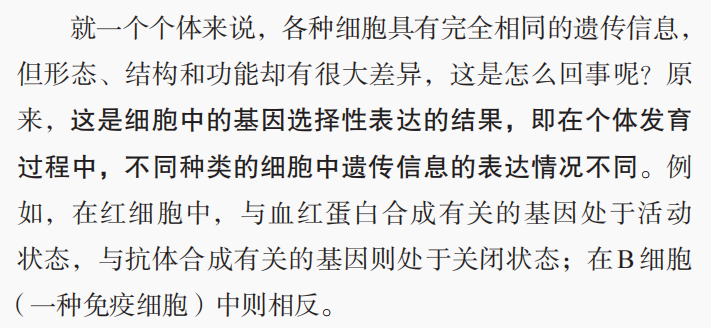 就一个个体来说，各种细胞具有完全相同的遗传信息，
但形态、结构和功能却有很大差异，这是怎么回事呢？原
来，这是细胞中的基因选择性表达的结果，即在个体发育
过程中，不同种类的细胞中遗传信息的表达情况不同。例
如，在红细胞中，与血红蛋白合成有关的基因处于活动
状态，与抗体合成有关的基因则处于关闭状态；在B细胞
（一种免疫细胞）中则相反。